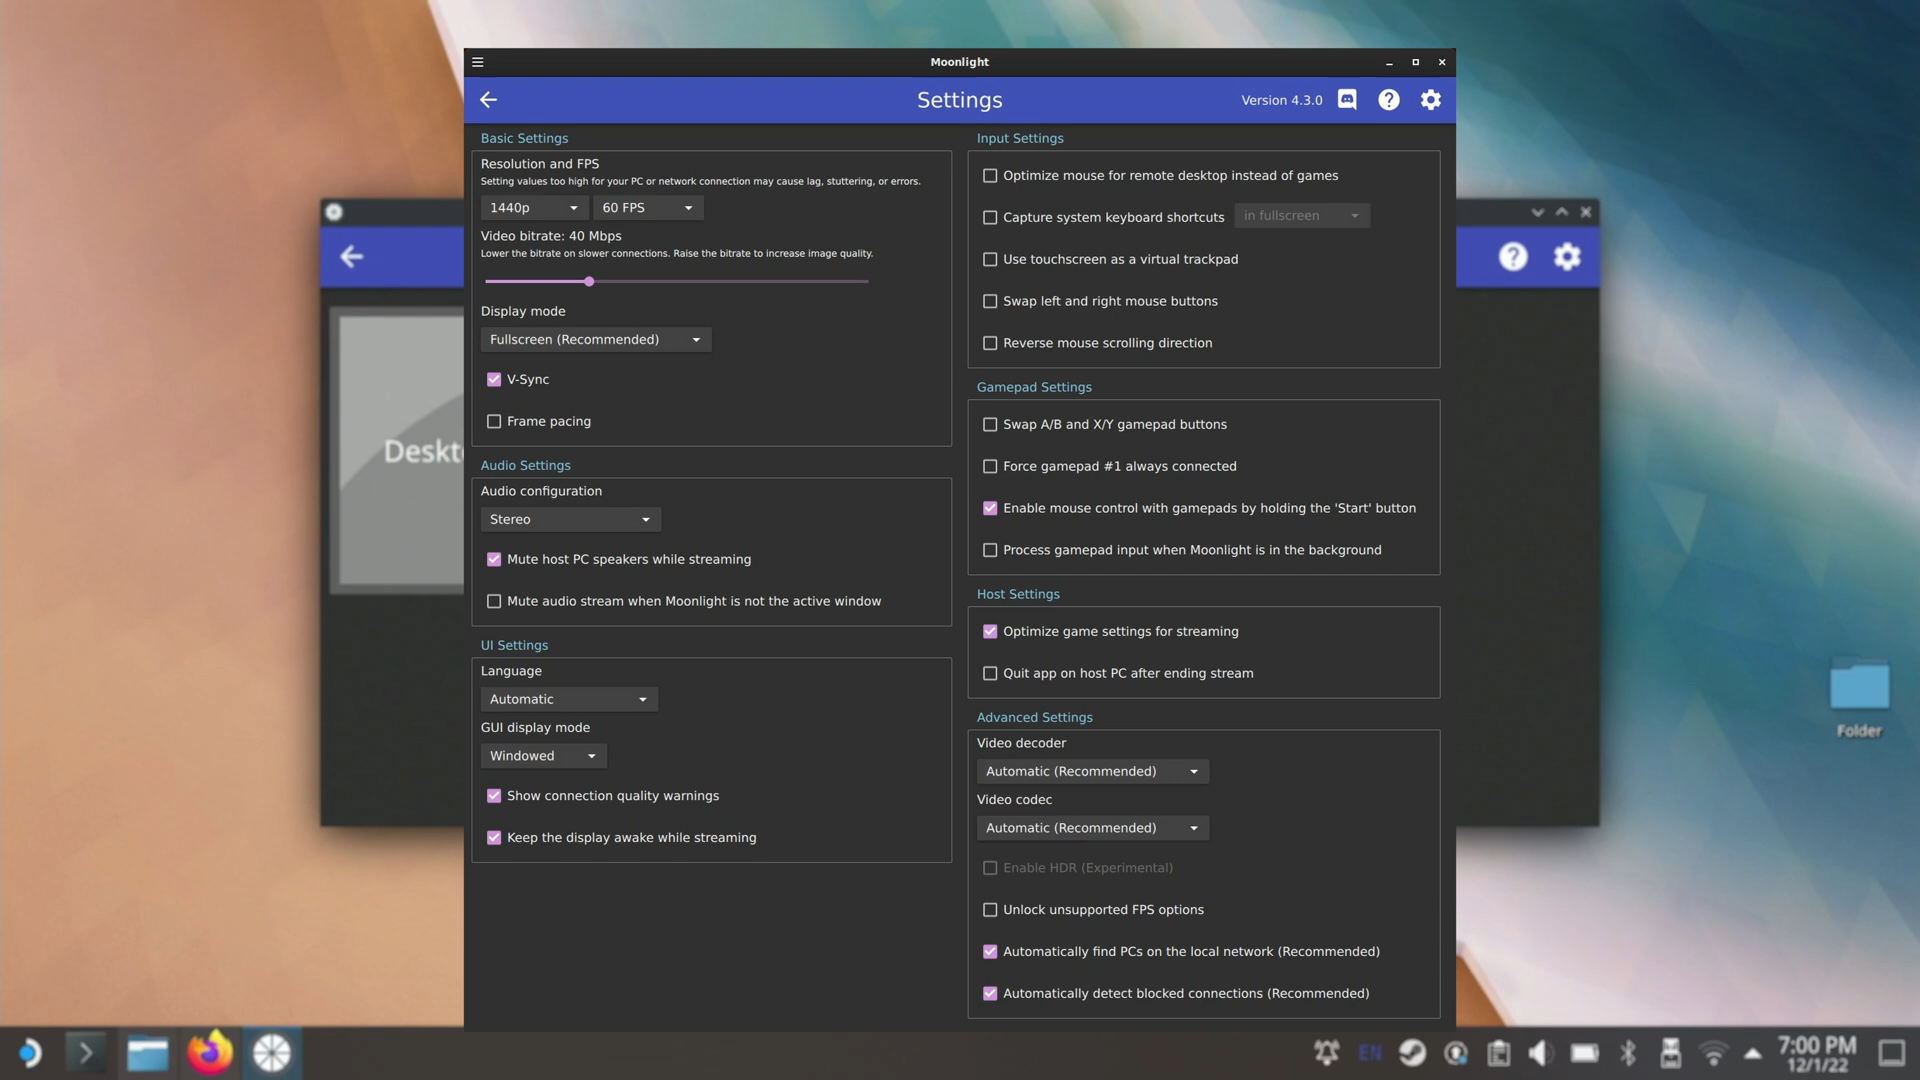 Moonlight
Settings
Version 4.3.0
Basic Settings
Resolution and FPS
Setting values too high for your PC or network connection may cause lag, stuttering, or errors.
1440p
60 FPS
Video bitrate: 40 Mbps
Lower the bitrate on slower connections. Raise the bitrate to increase image quality.
Display mode
Fullscreen (Recommended)
V-Sync
Frame pacing
Audio Settings
Audio configuration
Stereo
Mute host PC speakers while streaming
Mute audio stream when Moonlight is not the active window
UI Settings
Language
Automatic
GUI display mode
Windowed
Show connection quality warnings
Keep the display awake while streaming
Input Settings
Optimize mouse for remote desktop instead of games
Capture system keyboard shortcuts
in fullscreen
Use touchscreen as a virtual trackpad
Swap left and right mouse buttons
Reverse mouse scrolling direction
Gamepad Settings
Swap A/B and X/Y gamepad buttons
Force gamepad #1 always connected
Enable mouse control with gamepads by holding the 'Start' button
Process gamepad input when Moonlight is in the background
Host Settings
Optimize game settings for streaming
Quit app on host PC after ending stream
Advanced Settings
Video decoder
Automatic (Recommended)
Video codec
Automatic (Recommended)
Enable HDR (Experimental)
Unlock unsupported FPS options
Automatically find PCs on the local network (Recommended)
Automatically detect blocked connections (Recommended)
Deskt
Folder
EN
7:00 PM
12/1/22